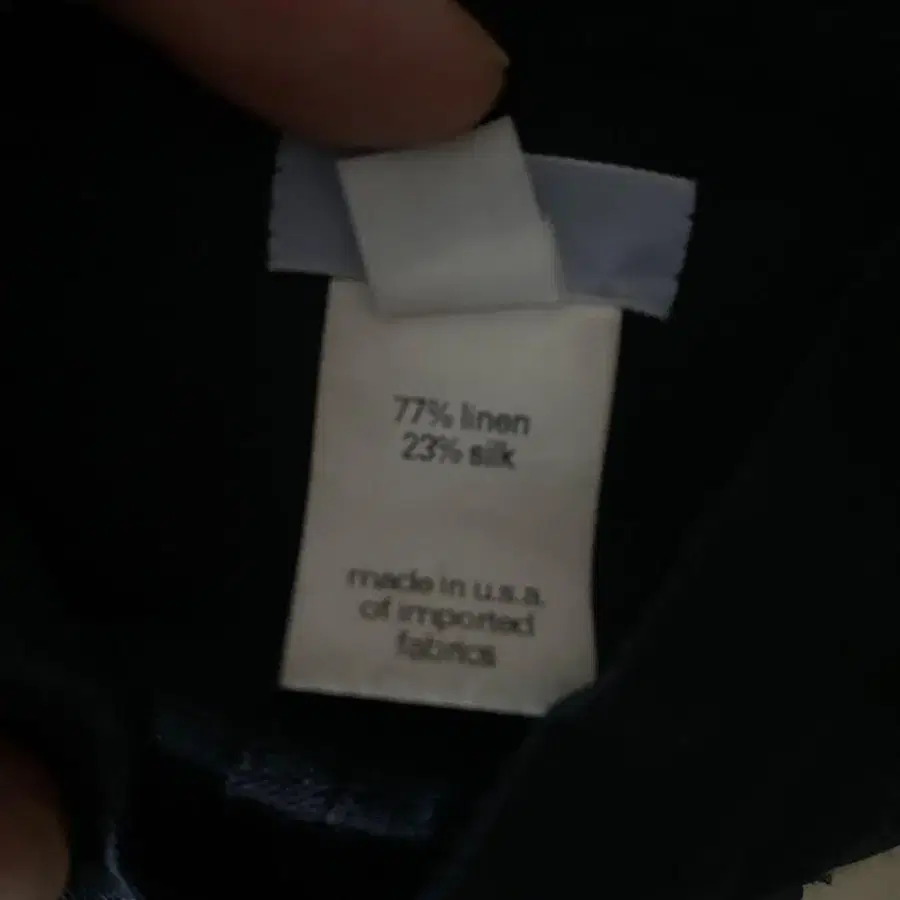 77% linen
23% silk
made in u.s.a.
of imported
fabrics